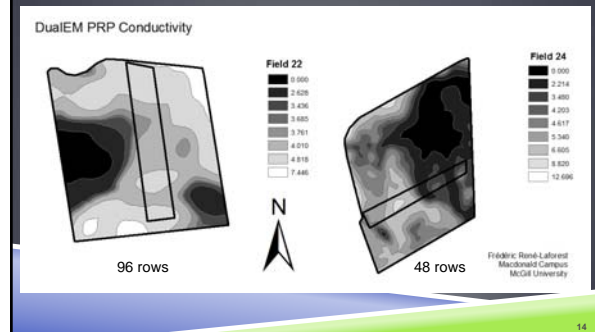 DualEM PRP Conductivity
Field 22
0.000
2.628
3.436
3.685
3.761
4.010
4.818
7.446
Field 24
0.000
2.214
3.480
4.203
4.617
5.340
6.605
8.820
12.696
N
96 rows
48 rows
Frédéric René-Laforest
Macdonald Campus
McGill University
14